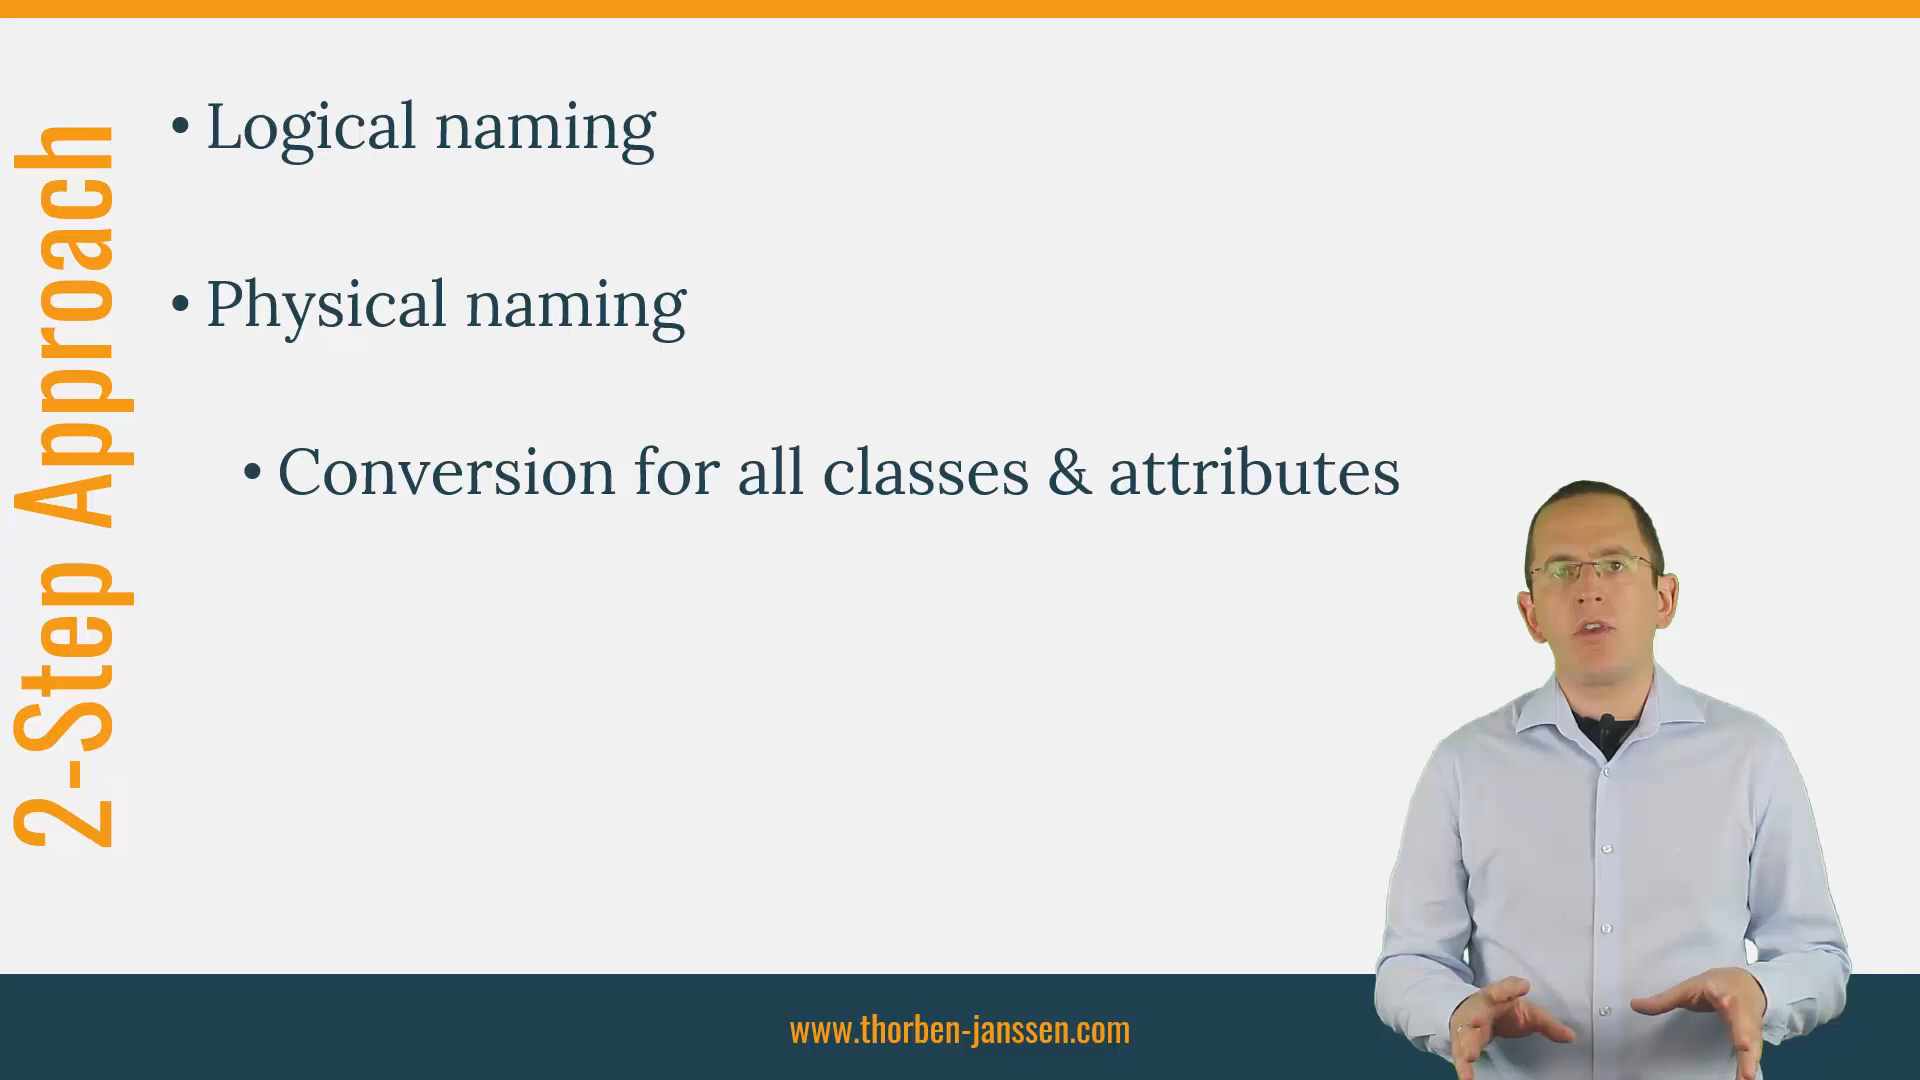 2-Step Approach
• Logical naming
• Physical naming
• Conversion for all classes & attributes
www.thorben-janssen.com